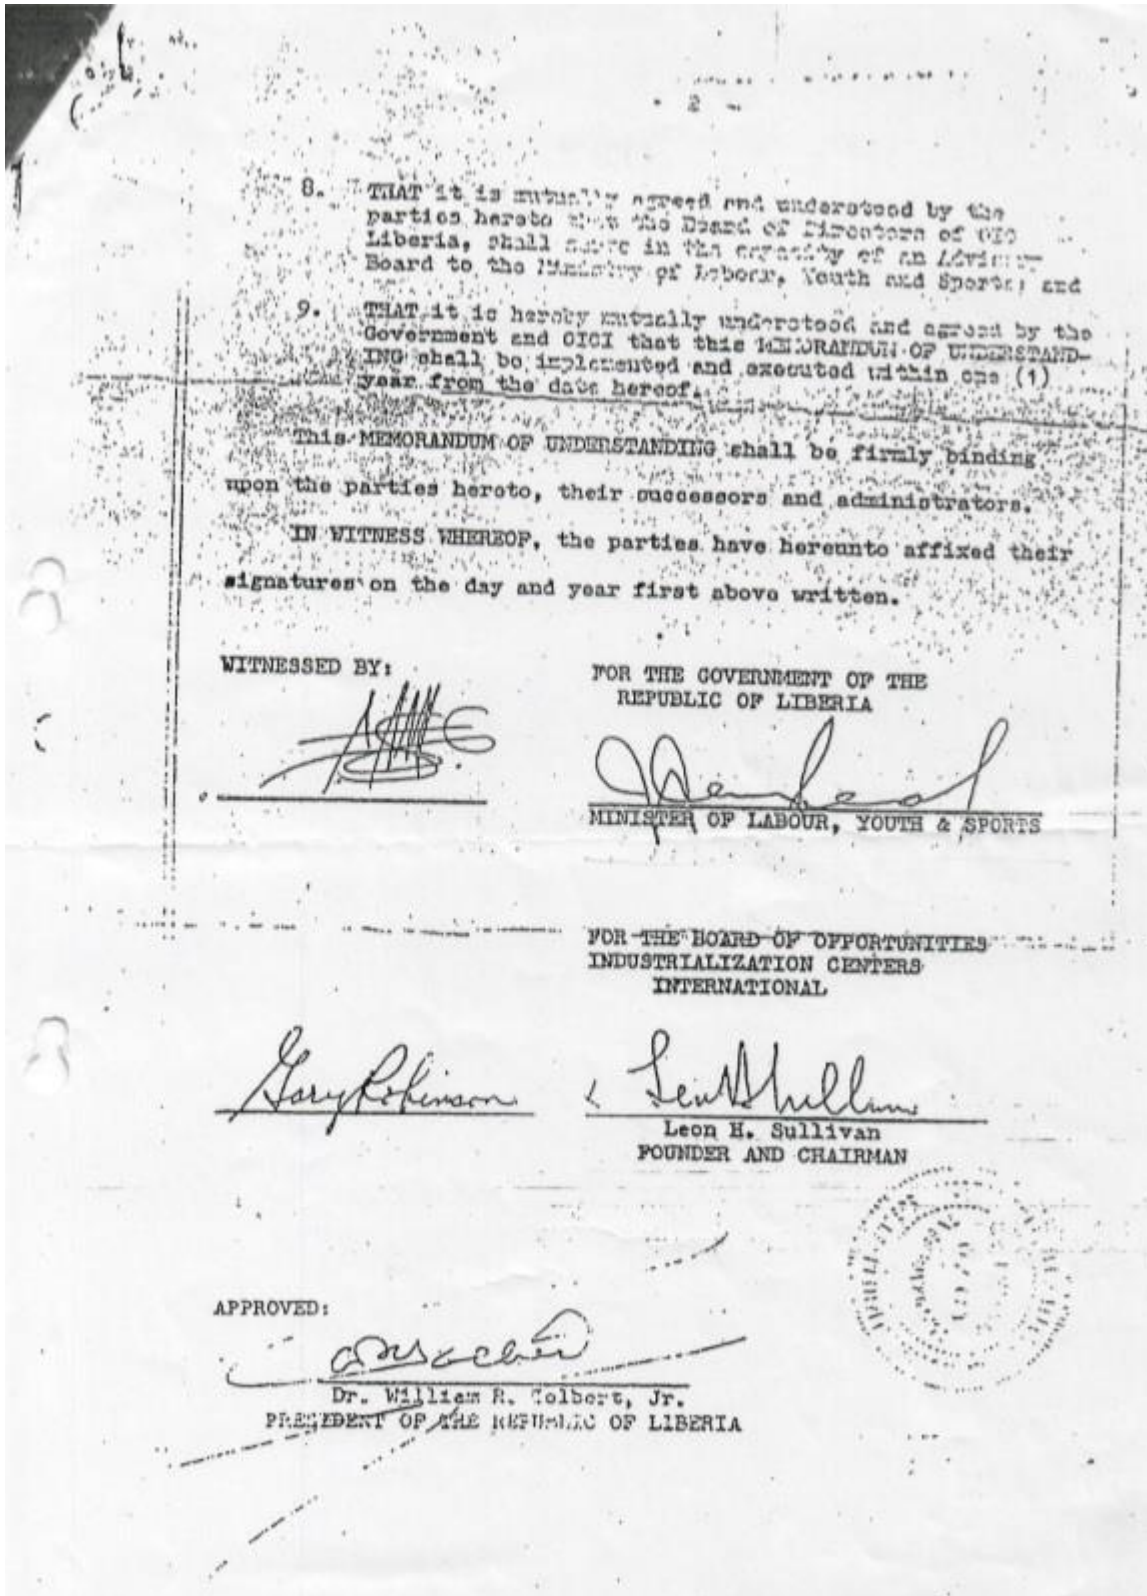 - 2 -
8. THAT it is mutually agreed and understood by the
parties hereto that the Board of Directors of OIC
Liberia, shall serve in the capacity of an Advisory
Board to the Ministry of Labour, Youth and Sports; and
9. THAT it is hereby mutually understood and agreed by the
Government and OICI that this MEMORANDUM OF UNDERSTAND-
ING shall be implemented and executed within one (1)
year from the date hereof.
This MEMORANDUM OF UNDERSTANDING shall be firmly binding
upon the parties hereto, their successors and administrators.
IN WITNESS WHEREOF, the parties have hereunto affixed their
signatures on the day and year first above written.
WITNESSED BY:
FOR THE GOVERNMENT OF THE
REPUBLIC OF LIBERIA
MINISTER OF LABOUR, YOUTH & SPORTS
FOR THE BOARD OF OPPORTUNITIES
INDUSTRIALIZATION CENTERS
INTERNATIONAL
Gary Robinson
Leon H. Sullivan
Leon H. Sullivan
FOUNDER AND CHAIRMAN
APPROVED:
Dr. William R. Tolbert, Jr.
PRESIDENT OF THE REPUBLIC OF LIBERIA